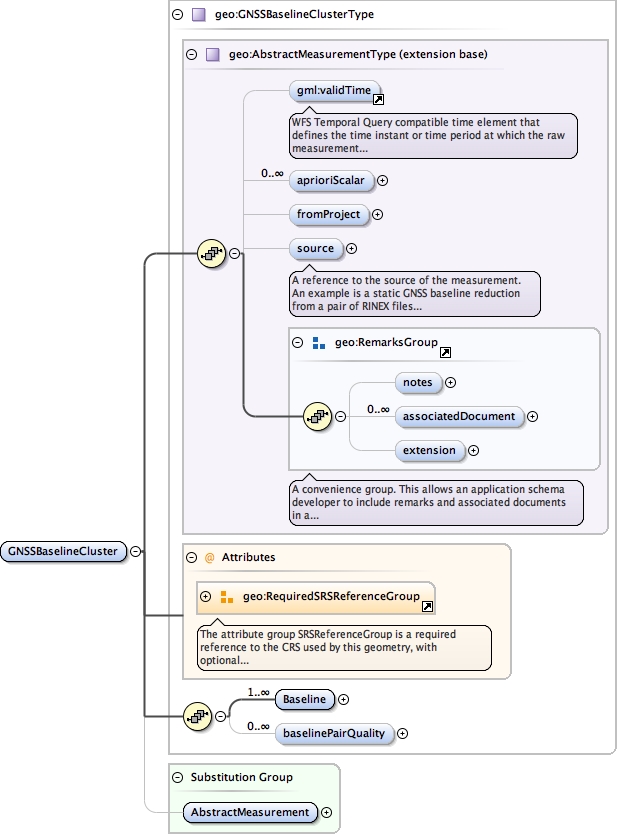 geo:GNSSBaselineClusterType
geo:AbstractMeasurementType (extension base)
gml:validTime
WFS Temporal Query compatible time element that
defines the time instant or time period at which the raw
measurement...
0..∞
aprioriScalar
fromProject
source
A reference to the source of the measurement.
An example is a static GNSS baseline reduction
from a pair of RINEX files...
geo:RemarksGroup
notes
0..∞
associatedDocument
extension
A convenience group. This allows an application schema
developer to include remarks and associated documents
in a...
GNSSBaselineCluster
@ Attributes
geo:RequiredSRSReferenceGroup
The attribute group SRSReferenceGroup is a required
reference to the CRS used by this geometry, with
optional...
1..∞
Baseline
0..∞
baselinePairQuality
Substitution Group
AbstractMeasurement